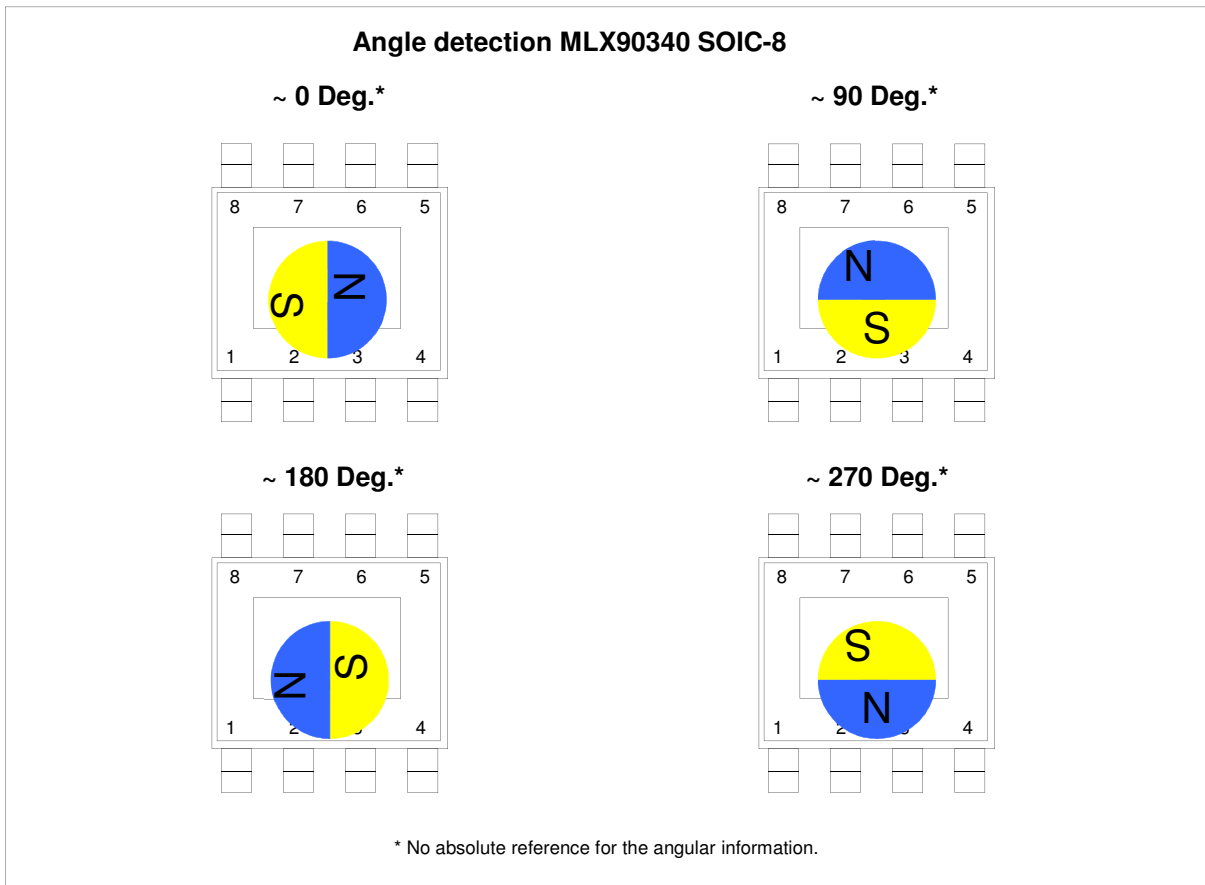 Angle detection MLX90340 SOIC-8
~ 0 Deg.*
~ 90 Deg.*
8 7 6 5
8 7 6 5
S N
N
S
1 2 3 4
1 2 3 4
~ 180 Deg.*
~ 270 Deg.*
8 7 6 5
8 7 6 5
N S
S
N
1 2 3 4
1 2 3 4
* No absolute reference for the angular information.